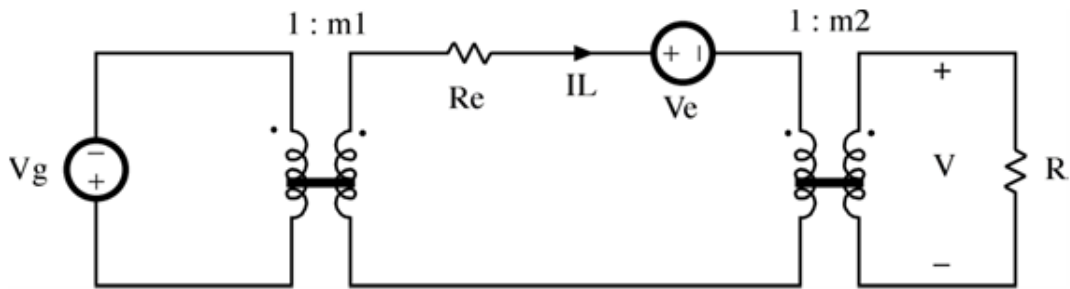 1 : m1
1 : m2
Re
IL
+ –
Ve
Vg
–
+
+
V
–
R